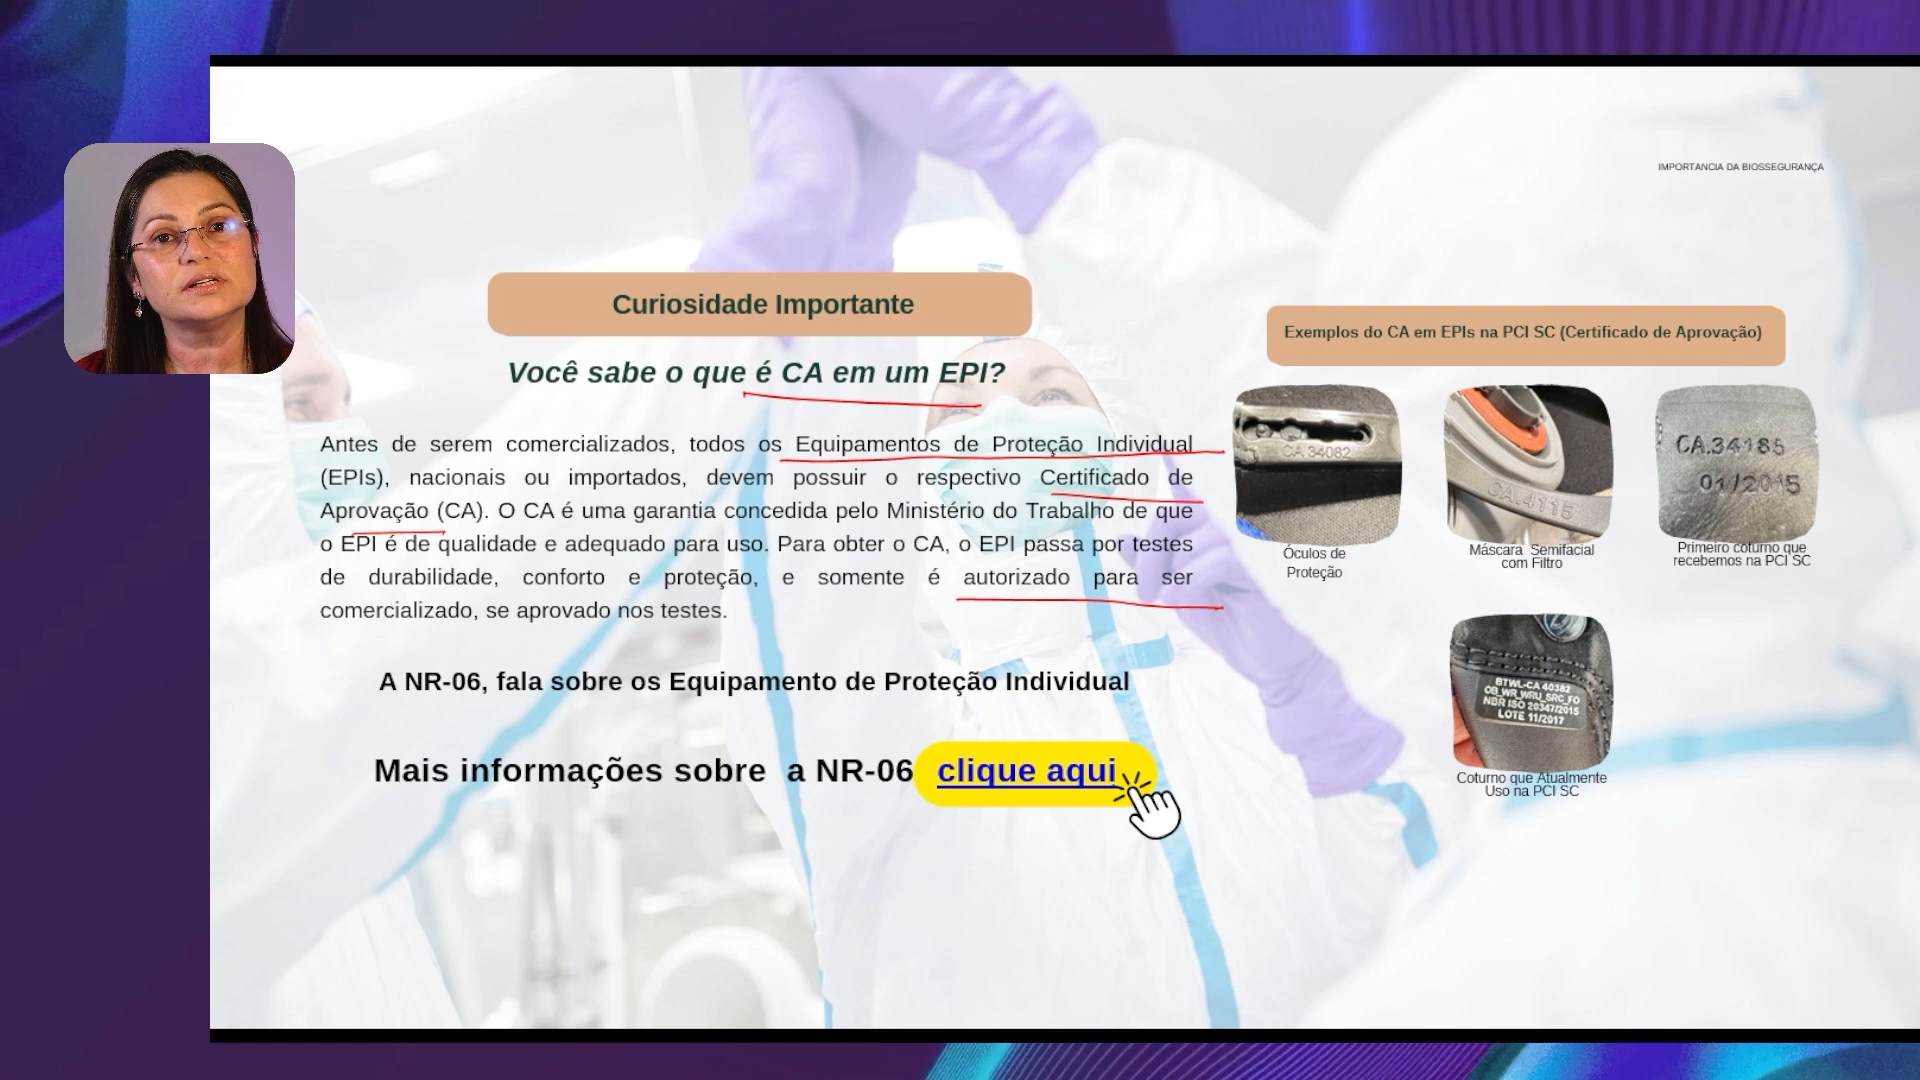 IMPORTANCIA DA BIOSSEGURANÇA
Curiosidade Importante
Você sabe o que é CA em um EPI?
Antes de serem comercializados, todos os Equipamentos de Proteção Individual
(EPIs), nacionais ou importados, devem possuir o respectivo Certificado de
Aprovação (CA). O CA é uma garantia concedida pelo Ministério do Trabalho de que
o EPI é de qualidade e adequado para uso. Para obter o CA, o EPI passa por testes
de durabilidade, conforto e proteção, e somente é autorizado para ser
comercializado, se aprovado nos testes.
A NR-06, fala sobre os Equipamento de Proteção Individual
Mais informações sobre a NR-06 clique aqui
Exemplos do CA em EPIs na PCI SC (Certificado de Aprovação)
CA 34082
Óculos de
Proteção
CA.4115
Máscara Semifacial
com Filtro
CA.34185
01/2015
Primeiro coturno que
recebemos na PCI SC
BTWL-CA 40382
OB_WR_WRU_SRC_FO
NBR ISO 20347/2015
LOTE 11/2017
Coturno que Atualmente
Uso na PCI SC